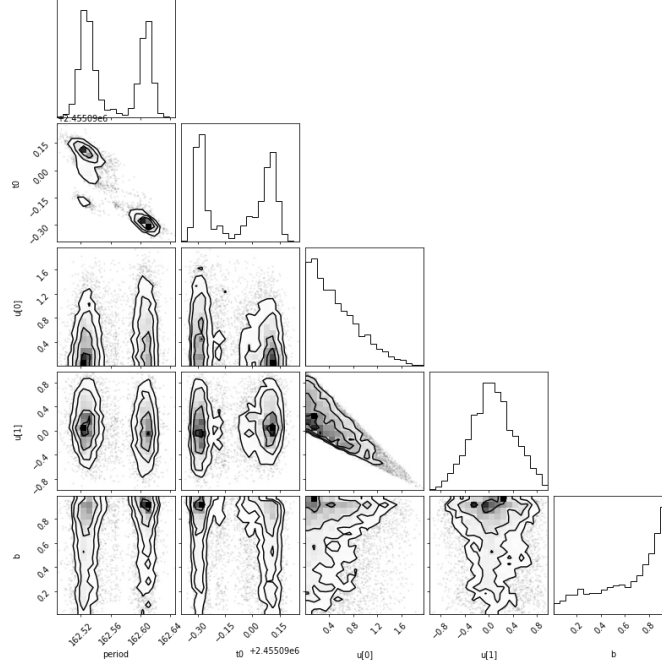 +2.45509e6
t0
0.15
0.00
−0.15
−0.30
u[0]
1.6
1.2
0.8
0.4
u[1]
0.8
0.4
0.0
−0.4
−0.8
b
0.8
0.6
0.4
0.2
162.52 162.56 162.60 162.64
period
−0.30 −0.15 0.00 0.15
t0 +2.45509e6
0.4 0.8 1.2 1.6
u[0]
−0.8 −0.4 0.0 0.4 0.8
u[1]
0.2 0.4 0.6 0.8
b